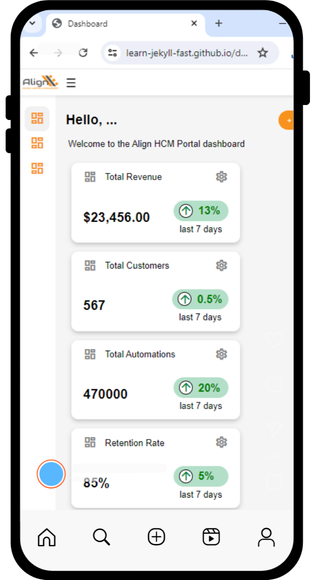 Dashboard
learn-jekyll-fast.github.io/d...
Align
Hello, ...
Welcome to the Align HCM Portal dashboard
Total Revenue
$23,456.00
13%
last 7 days
Total Customers
567
0.5%
last 7 days
Total Automations
470000
20%
last 7 days
Retention Rate
85%
5%
last 7 days